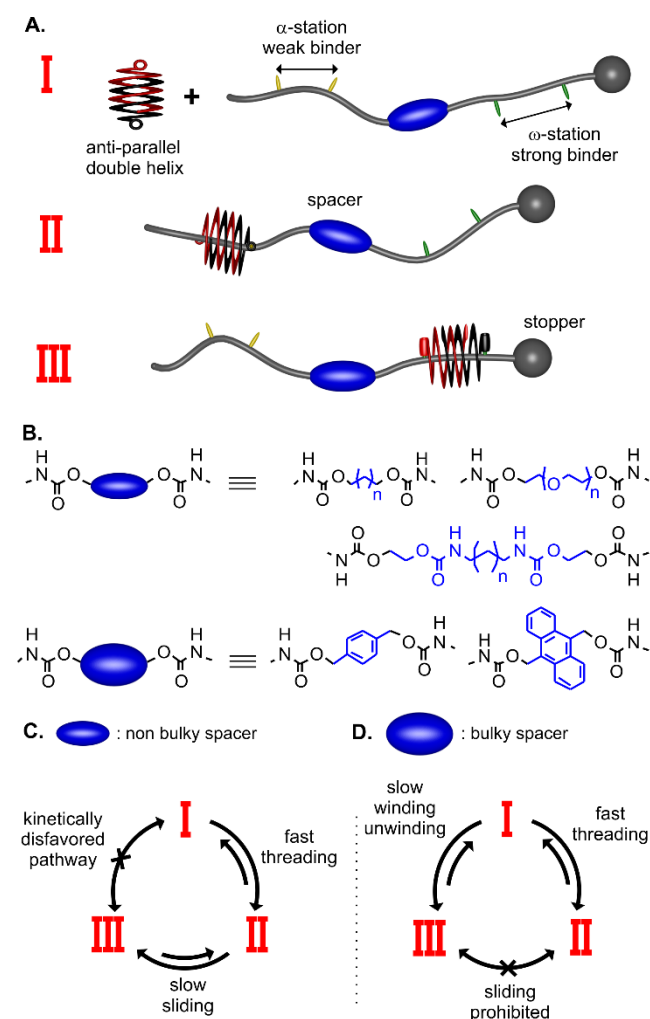 A.
I
α-station
weak binder
+
anti-parallel
double helix
ω-station
strong binder
II
spacer
III
stopper
B.
H
N O O N
O O H
H
N O O N
O n O H
H
N O O N
O O n O H
O H H O
O N N O
N O n O N
H O O H
H
N O O N
O O H
H
N O O N
O O H
H
N O O N
O O H
C. : non bulky spacer
D. : bulky spacer
kinetically
disfavored
pathway
I
fast
threading
III
II
slow
sliding
slow
winding
unwinding
I
fast
threading
III
II
sliding
prohibited